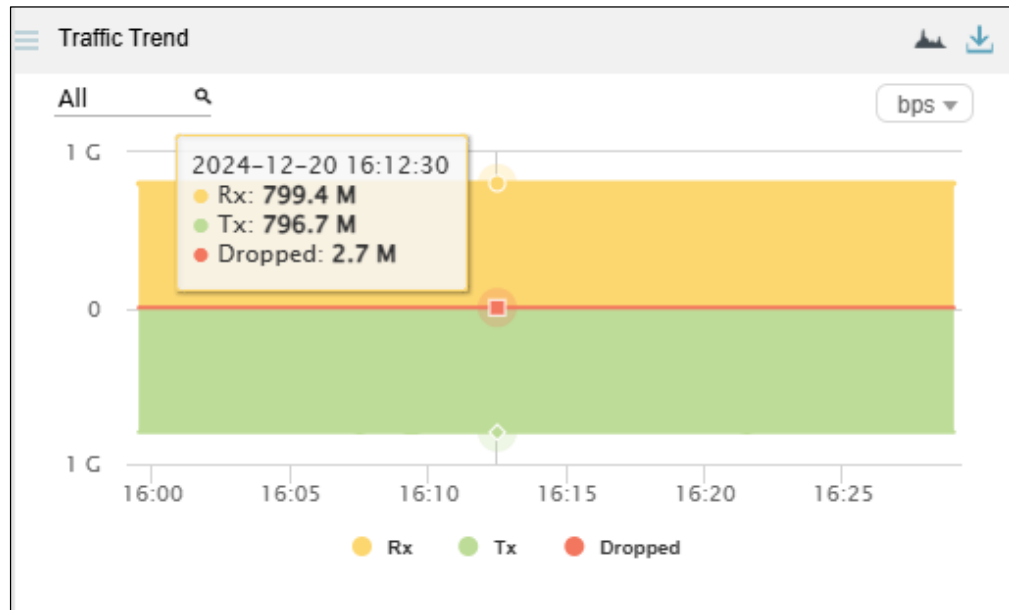 Traffic Trend
All
bps
1 G
2024-12-20 16:12:30
Rx: 799.4 M
Tx: 796.7 M
Dropped: 2.7 M
0
1 G
16:00 16:05 16:10 16:15 16:20 16:25
Rx Tx Dropped